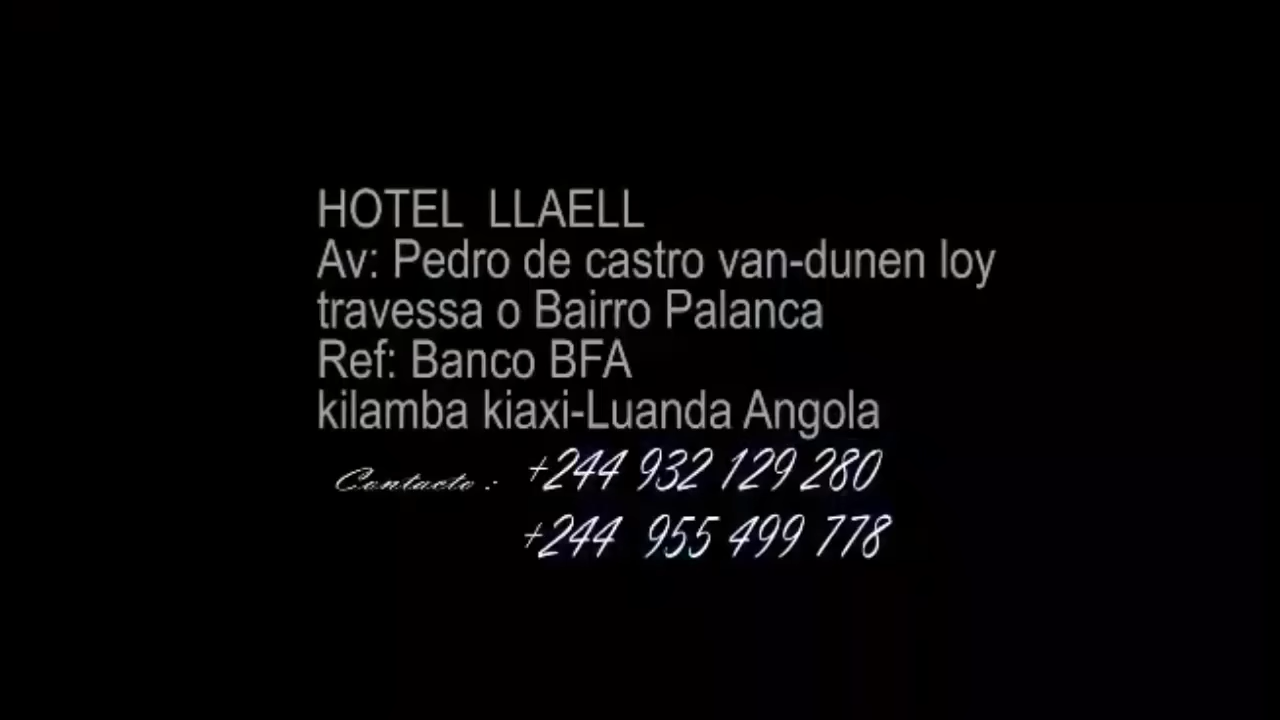 HOTEL LLAELL
Av: Pedro de castro van-dunen loy
travessa o Bairro Palanca
Ref: Banco BFA
kilamba kiaxi-Luanda Angola
Contacto : +244 932 129 280
+244 955 499 778